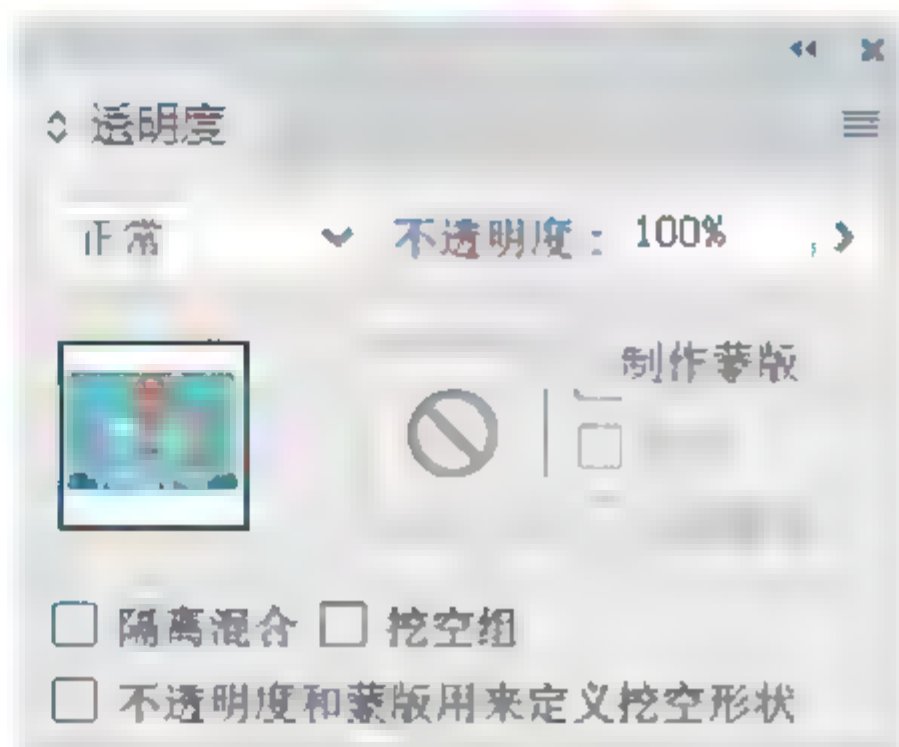 透明度
正常 不透明度： 100%
制作蒙版
隔离混合 挖空组
不透明度和蒙版用来定义挖空形状